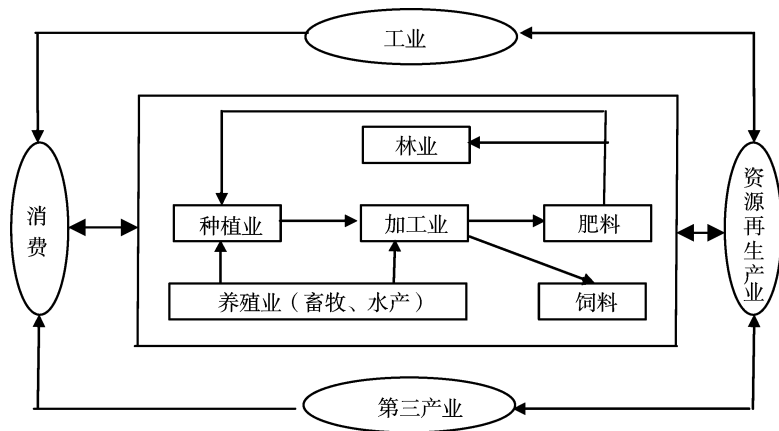 工业
林业
消费
种植业
加工业
肥料
资源再生产业
养殖业（畜牧、水产）
饲料
第三产业